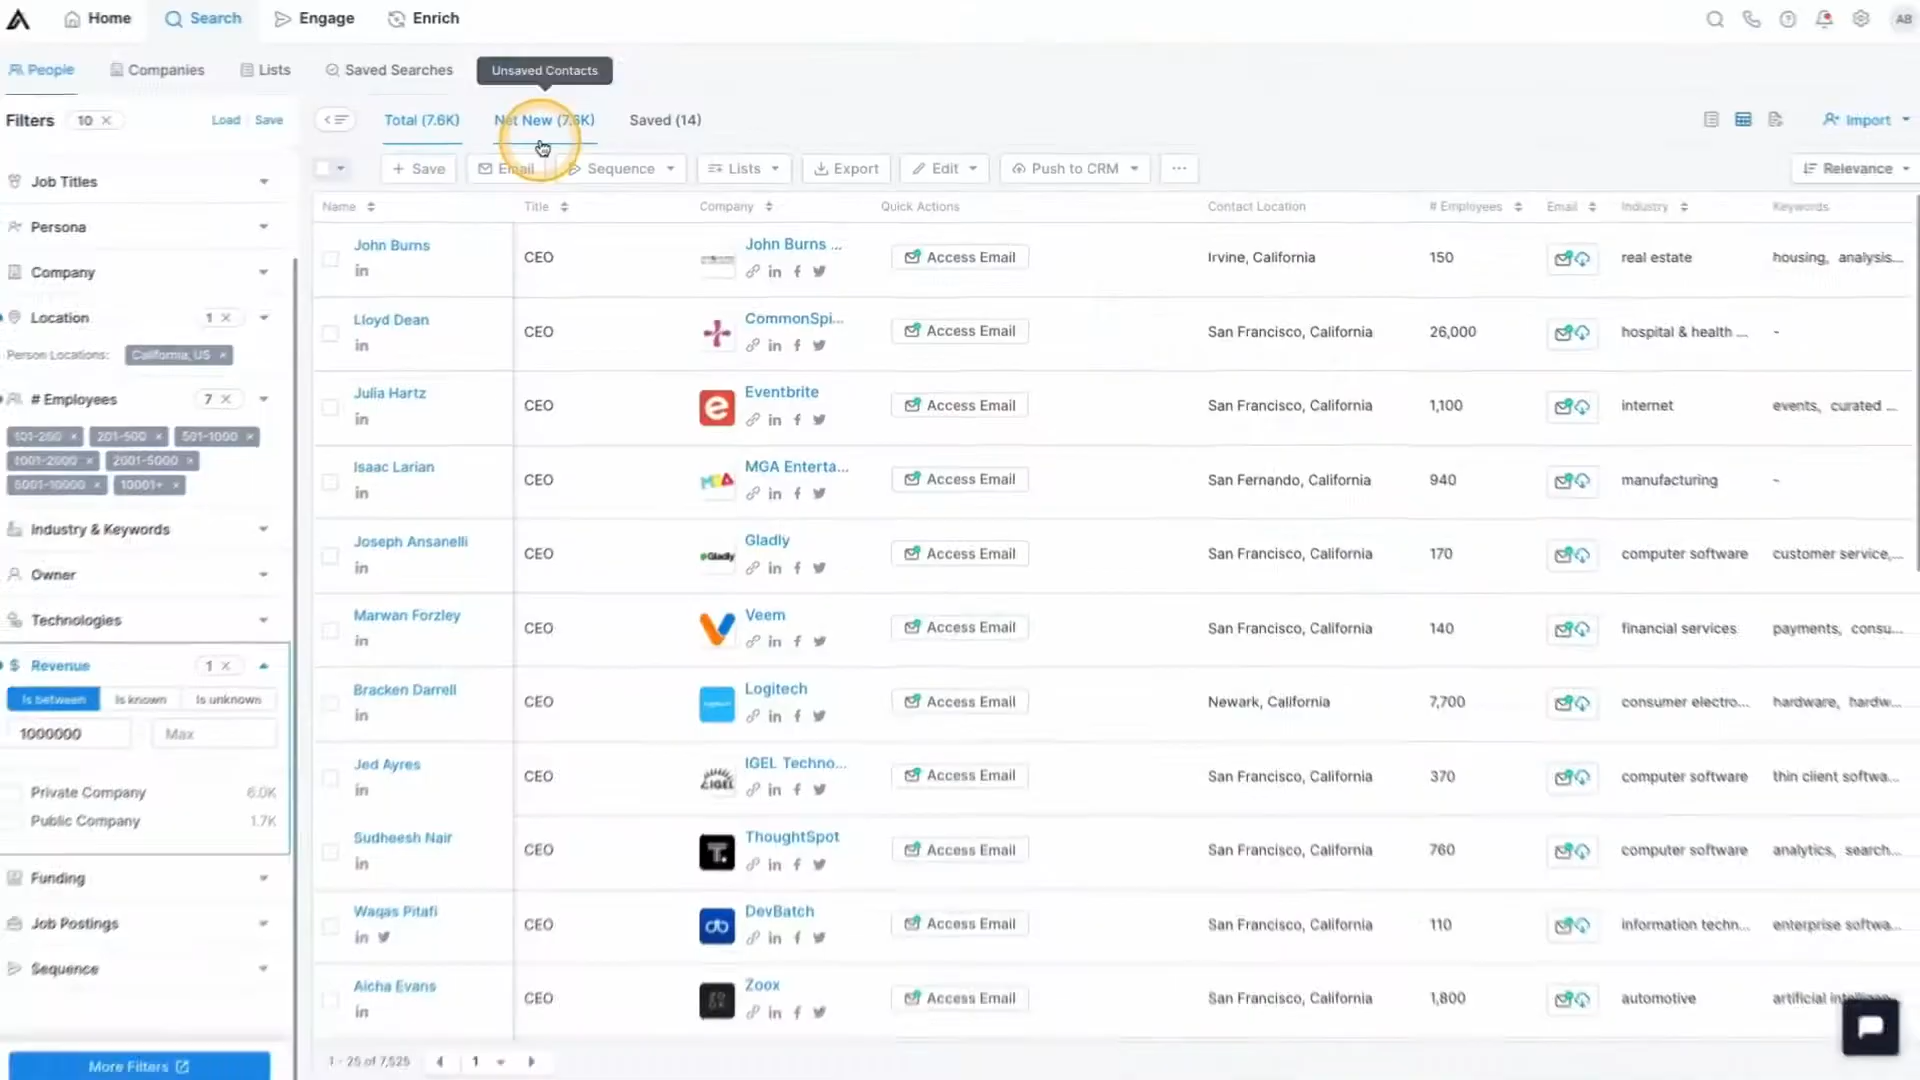 Home Search Engage Enrich AB
People Companies Lists Saved Searches Unsaved Contacts
Filters 10 × Load Save Total (7.6K) Net New (7.6K) Saved (14) Import
+ Save Email Sequence Lists Export Edit Push to CRM ... Relevance
Name Title Company Quick Actions Contact Location # Employees Email Industry Keywords
Job Titles
Persona
Company
Location 1 ×
Person Locations: California, US ×
# Employees 7 ×
101-200 × 201-500 × 501-1000 ×
1001-2000 × 2001-5000 ×
5001-10000 × 10001+ ×
Industry & Keywords
Owner
Technologies
Revenue 1 ×
Is between Is known Is unknown
1000000 Max
Private Company 6.0K
Public Company 1.7K
Funding
Job Postings
Sequence
More Filters
John Burns CEO John Burns ... Access Email Irvine, California 150 real estate housing, analysis...
Lloyd Dean CEO CommonSpi... Access Email San Francisco, California 26,000 hospital & health ... -
Julia Hartz CEO Eventbrite Access Email San Francisco, California 1,100 internet events, curated ...
Isaac Larian CEO MGA Enterta... Access Email San Fernando, California 940 manufacturing -
Joseph Ansanelli CEO Gladly Gladly Access Email San Francisco, California 170 computer software customer service,...
Marwan Forzley CEO Veem Access Email San Francisco, California 140 financial services payments, consu...
Bracken Darrell CEO Logitech Access Email Newark, California 7,700 consumer electro... hardware, hardw...
Jed Ayres CEO IGEL IGEL Techno... Access Email San Francisco, California 370 computer software thin client softwa...
Sudheesh Nair CEO T. ThoughtSpot Access Email San Francisco, California 760 computer software analytics, search...
Waqas Pitafi CEO DevBatch Access Email San Francisco, California 110 information techn... enterprise softwa...
Aicha Evans CEO Zoox Access Email San Francisco, California 1,800 automotive artificial
1 - 25 of 7,625 1